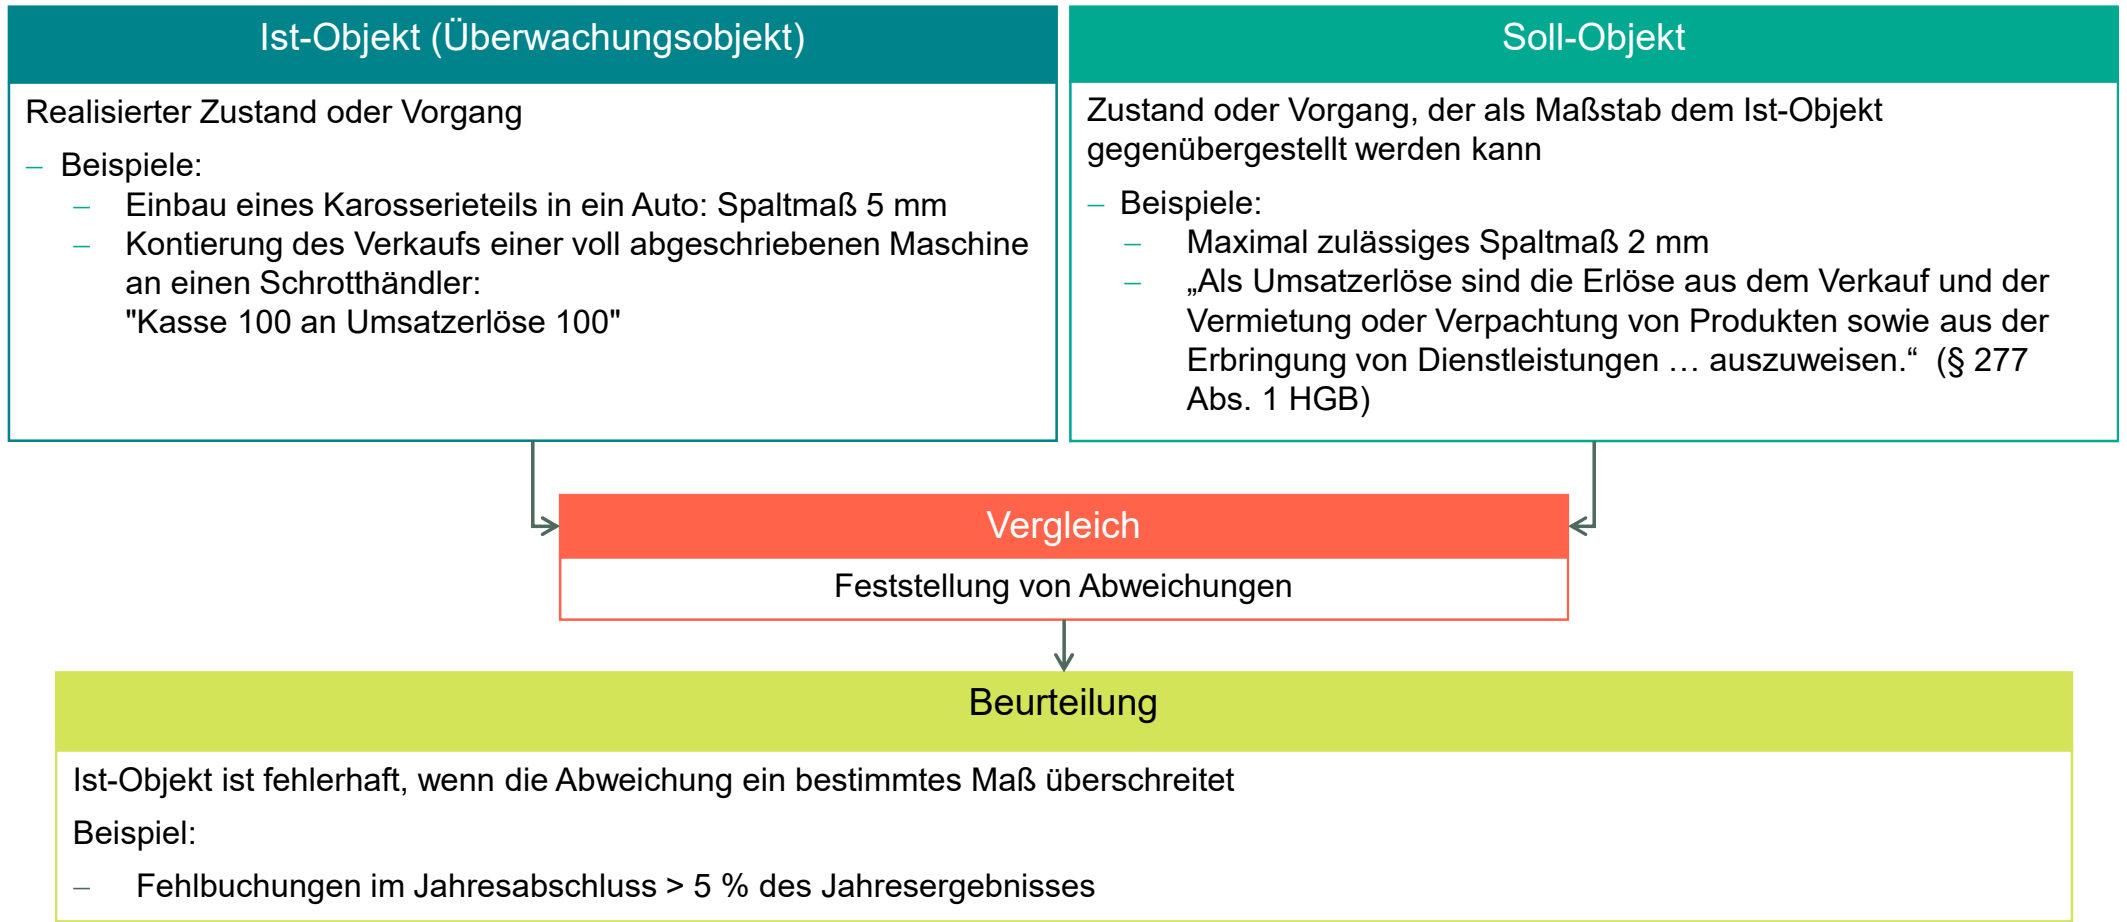 Ist-Objekt (Überwachungsobjekt)
Realisierter Zustand oder Vorgang
– Beispiele:
– Einbau eines Karosserieteils in ein Auto: Spaltmaß 5 mm
– Kontierung des Verkaufs einer voll abgeschriebenen Maschine
an einen Schrotthändler:
"Kasse 100 an Umsatzerlöse 100"
Soll-Objekt
Zustand oder Vorgang, der als Maßstab dem Ist-Objekt
gegenübergestellt werden kann
– Beispiele:
– Maximal zulässiges Spaltmaß 2 mm
– „Als Umsatzerlöse sind die Erlöse aus dem Verkauf und der
Vermietung oder Verpachtung von Produkten sowie aus der
Erbringung von Dienstleistungen … auszuweisen.“ (§ 277
Abs. 1 HGB)
Vergleich
Feststellung von Abweichungen
Beurteilung
Ist-Objekt ist fehlerhaft, wenn die Abweichung ein bestimmtes Maß überschreitet
Beispiel:
– Fehlbuchungen im Jahresabschluss > 5 % des Jahresergebnisses